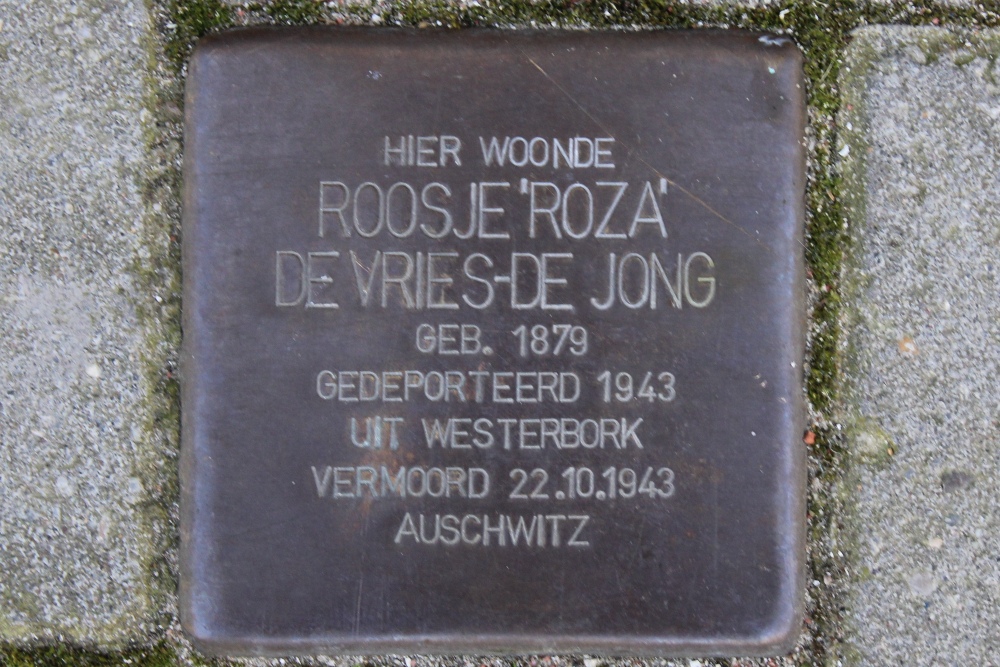 HIER WOONDE
ROOSJE 'ROZA'
DE VRIES-DE JONG
GEB. 1879
GEDEPORTEERD 1943
UIT WESTERBORK
VERMOORD 22.10.1943
AUSCHWITZ